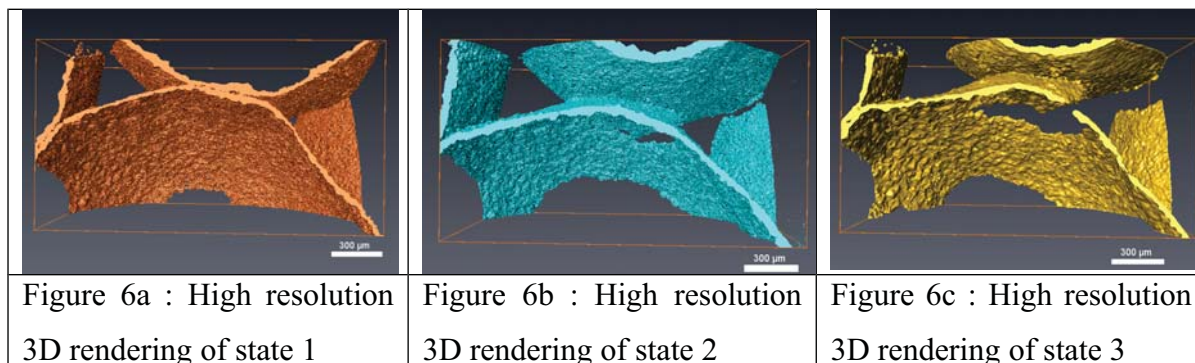 300 µm
300 µm
300 µm
Figure 6a : High resolution
3D rendering of state 1
Figure 6b : High resolution
3D rendering of state 2
Figure 6c : High resolution
3D rendering of state 3